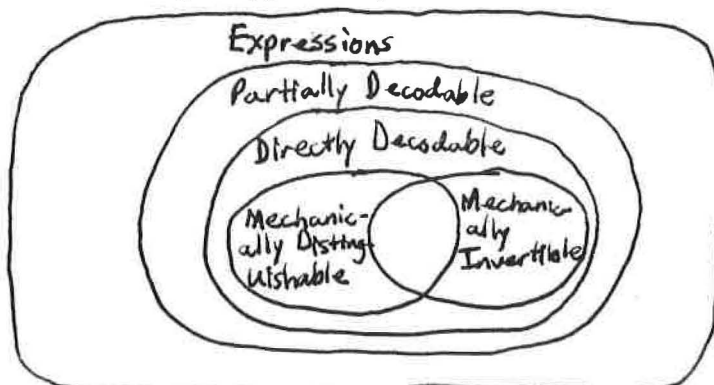 Expressions
Partially Decodable
Directly Decodable
Mechanic-
ally Disting-
uishable
Mechanic-
ally
Invertible